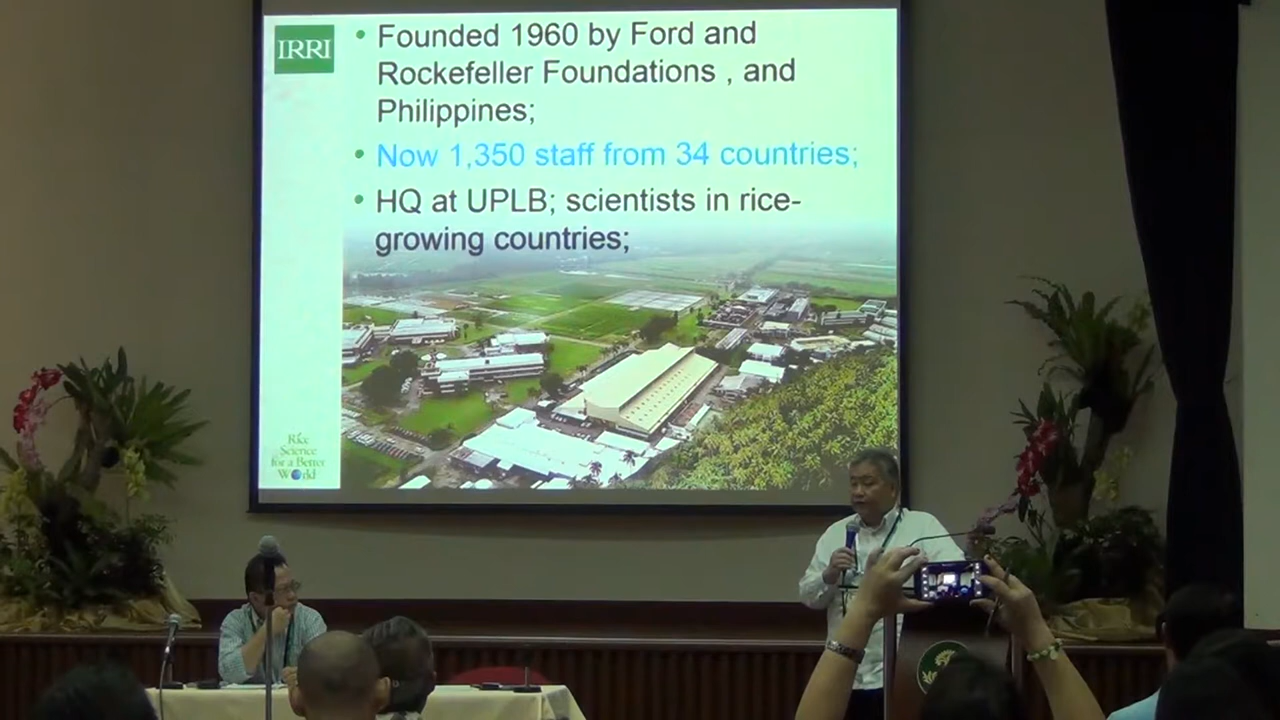 IRRI
• Founded 1960 by Ford and
Rockefeller Foundations , and
Philippines;
• Now 1,350 staff from 34 countries;
• HQ at UPLB; scientists in rice-
growing countries;
Rice
Science
for a Better
World